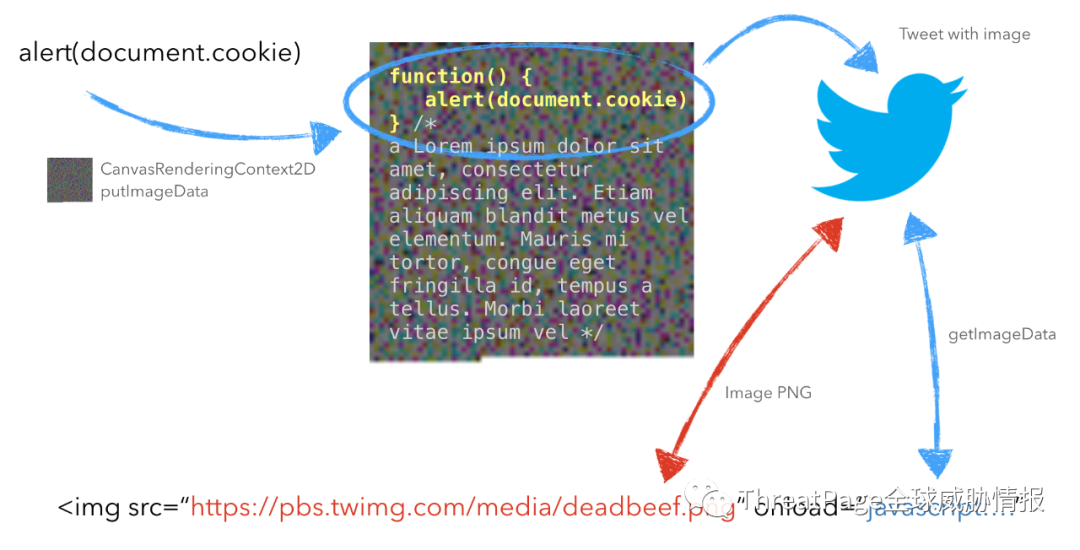 alert(document.cookie)
CanvasRenderingContext2D
putImageData
function() {
alert(document.cookie)
} /*
a Lorem ipsum dolor sit
amet, consectetur
adipiscing elit. Etiam
aliquam blandit metus vel
elementum. Mauris mi
tortor, congue eget
fringilla id, tempus a
tellus. Morbi laoreet
vitae ipsum vel */
Tweet with image
getImageData
Image PNG
<img src="https://pbs.twimg.com/media/deadbeef.png" onload="javascript:..."
ThreatPage全球威胁情报